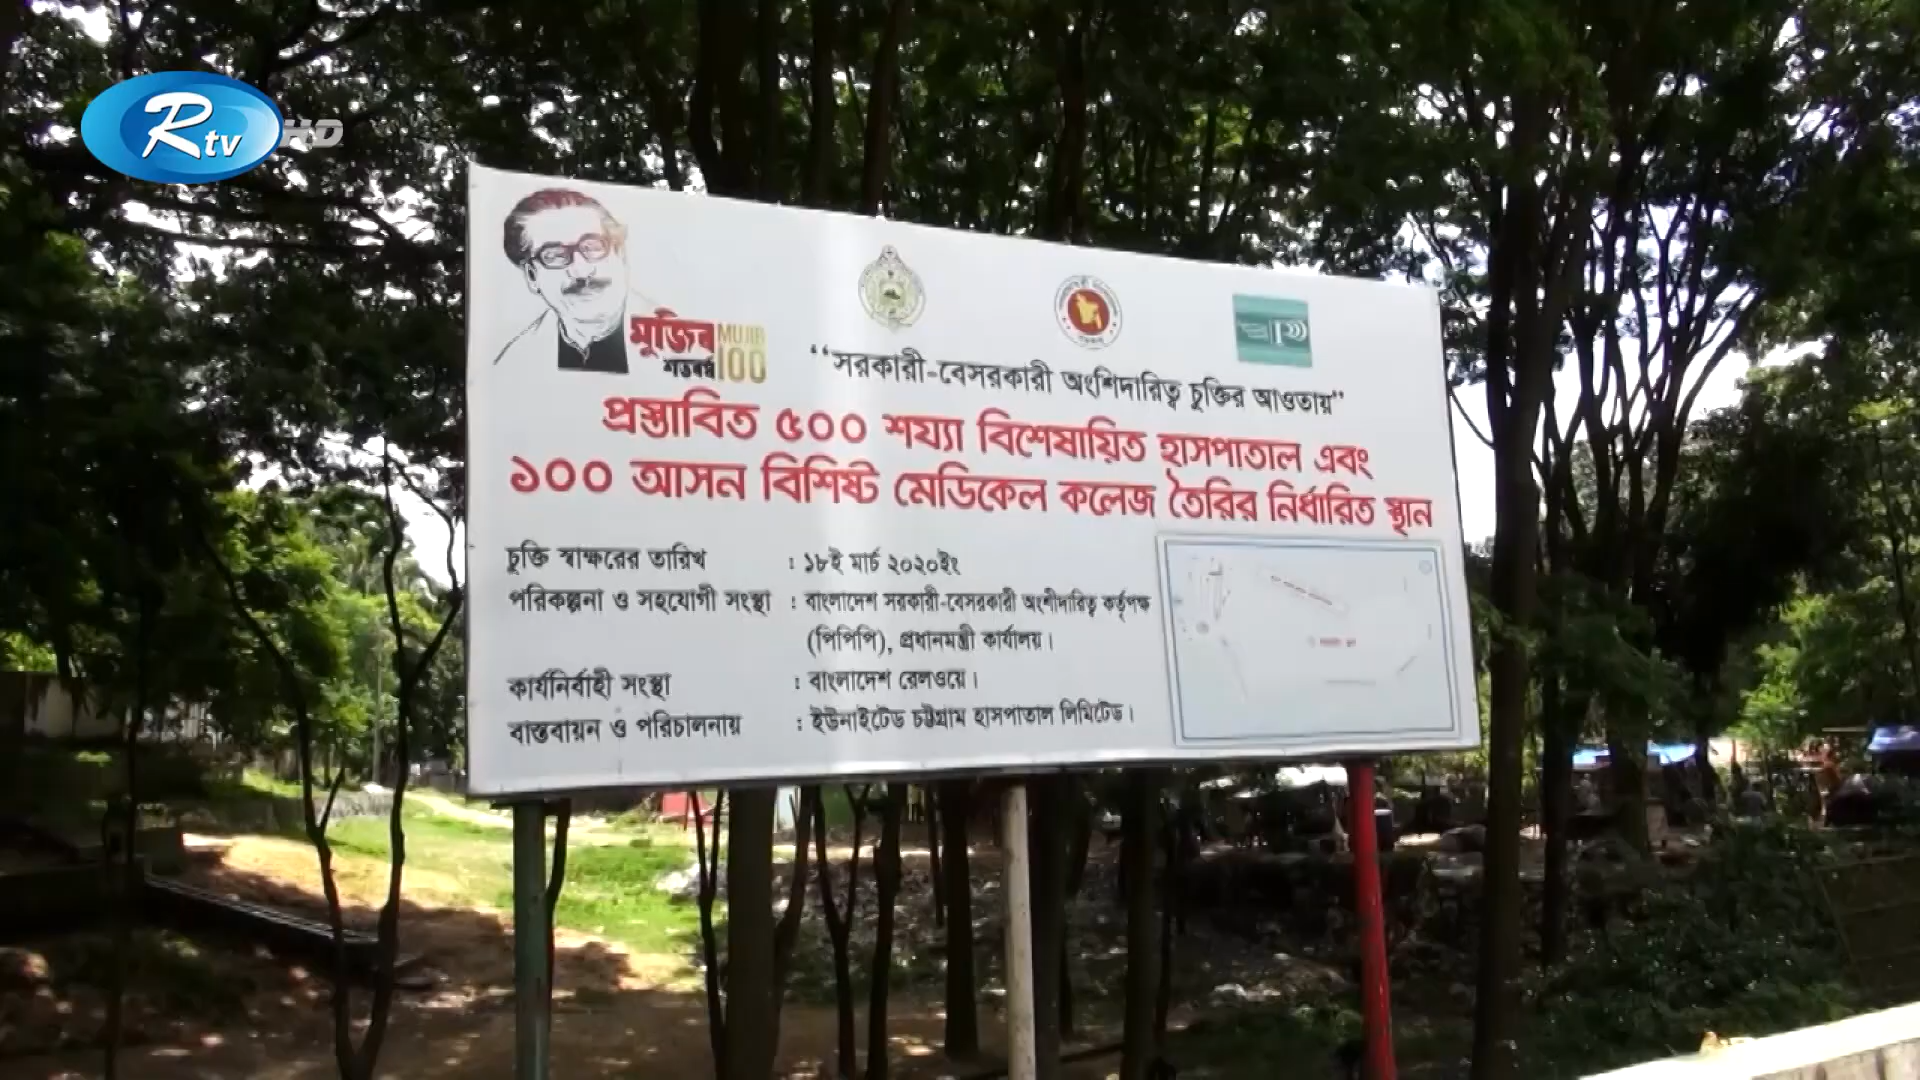 Rtv HD
মুজিব MUJIB
শতবর্ষ 100
“সরকারী-বেসরকারী অংশিদারিত্ব চুক্তির আওতায়”
প্রস্তাবিত ৫০০ শয্যা বিশেষায়িত হাসপাতাল এবং
১০০ আসন বিশিষ্ট মেডিকেল কলেজ তৈরির নির্ধারিত স্থান
চুক্তি স্বাক্ষরের তারিখ : ১৮ই মার্চ ২০২০ইং
পরিকল্পনা ও সহযোগী সংস্থা : বাংলাদেশ সরকারী-বেসরকারী অংশীদারিত্ব কর্তৃপক্ষ
(পিপিপি), প্রধানমন্ত্রী কার্যালয়।
কার্যনির্বাহী সংস্থা : বাংলাদেশ রেলওয়ে।
বাস্তবায়ন ও পরিচালনায় : ইউনাইটেড চট্টগ্রাম হাসপাতাল লিমিটেড।